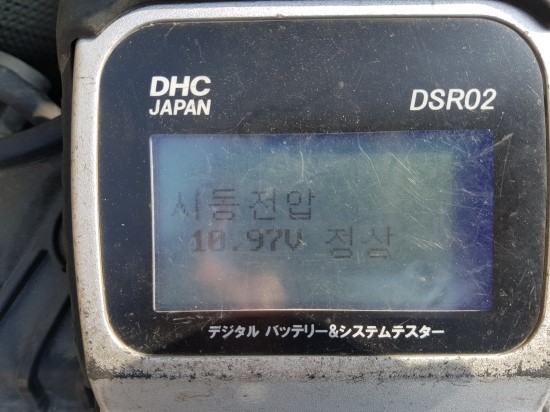 DHC
JAPAN
DSR02
시동전압
10.97V 정상
デジタル バッテリー&システムテスター